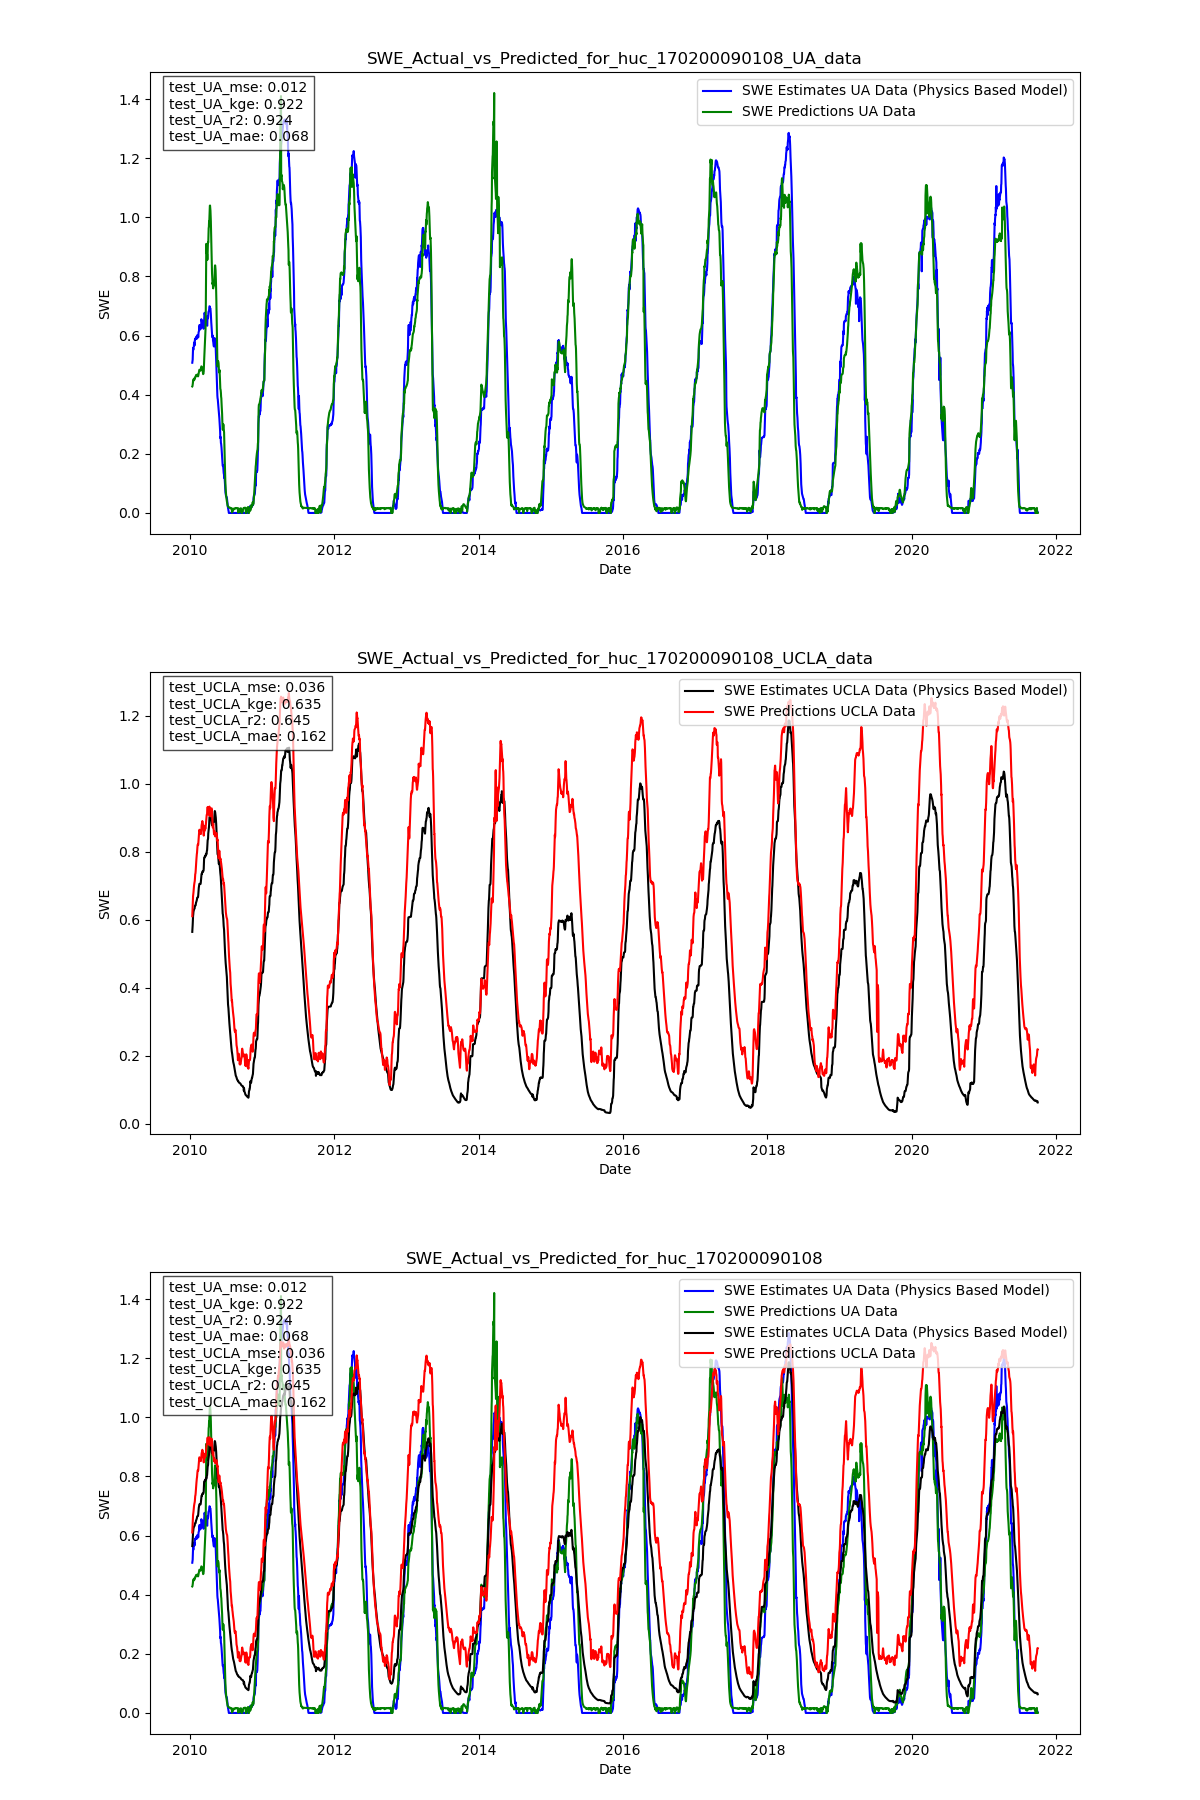 SWE_Actual_vs_Predicted_for_huc_170200090108_UA_data
test_UA_mse: 0.012
test_UA_kge: 0.922
test_UA_r2: 0.924
test_UA_mae: 0.068
SWE Estimates UA Data (Physics Based Model)
SWE Predictions UA Data
1.4
1.2
1.0
0.8
0.6
0.4
0.2
0.0
SWE
2010 2012 2014 2016 2018 2020 2022
Date
SWE_Actual_vs_Predicted_for_huc_170200090108_UCLA_data
test_UCLA_mse: 0.036
test_UCLA_kge: 0.635
test_UCLA_r2: 0.645
test_UCLA_mae: 0.162
SWE Estimates UCLA Data (Physics Based Model)
SWE Predictions UCLA Data
1.2
1.0
0.8
0.6
0.4
0.2
0.0
SWE
2010 2012 2014 2016 2018 2020 2022
Date
SWE_Actual_vs_Predicted_for_huc_170200090108
test_UA_mse: 0.012
test_UA_kge: 0.922
test_UA_r2: 0.924
test_UA_mae: 0.068
test_UCLA_mse: 0.036
test_UCLA_kge: 0.635
test_UCLA_r2: 0.645
test_UCLA_mae: 0.162
SWE Estimates UA Data (Physics Based Model)
SWE Predictions UA Data
SWE Estimates UCLA Data (Physics Based Model)
SWE Predictions UCLA Data
1.4
1.2
1.0
0.8
0.6
0.4
0.2
0.0
SWE
2010 2012 2014 2016 2018 2020 2022
Date